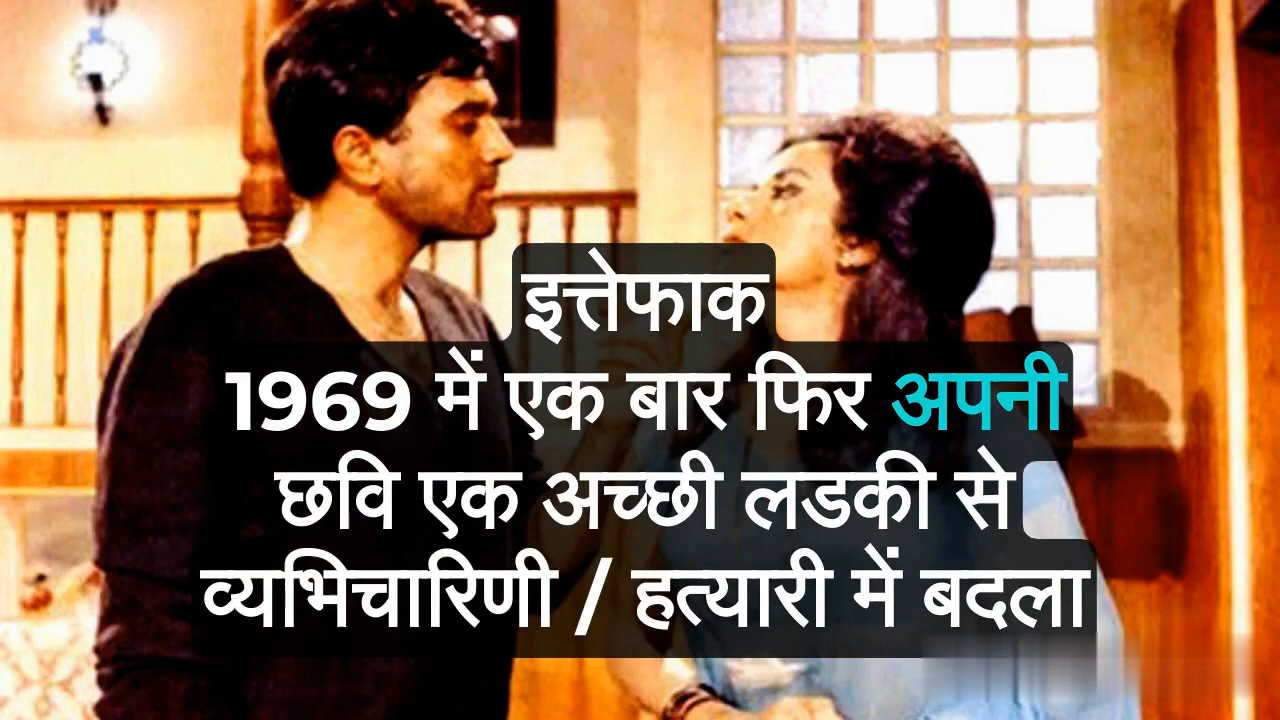 इत्तेफाक
1969 में एक बार फिर अपनी
छवि एक अच्छी लडकी से
व्यभिचारिणी / हत्यारी में बदला